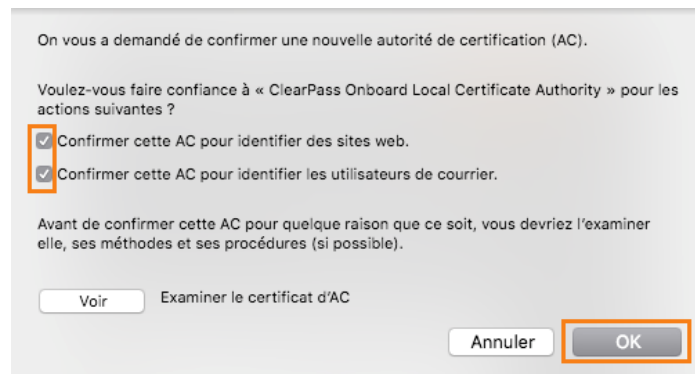 On vous a demandé de confirmer une nouvelle autorité de certification (AC).
Voulez-vous faire confiance à « ClearPass Onboard Local Certificate Authority » pour les
actions suivantes ?
Confirmer cette AC pour identifier des sites web.
Confirmer cette AC pour identifier les utilisateurs de courrier.
Avant de confirmer cette AC pour quelque raison que ce soit, vous devriez l’examiner
elle, ses méthodes et ses procédures (si possible).
Voir Examiner le certificat d’AC
Annuler OK